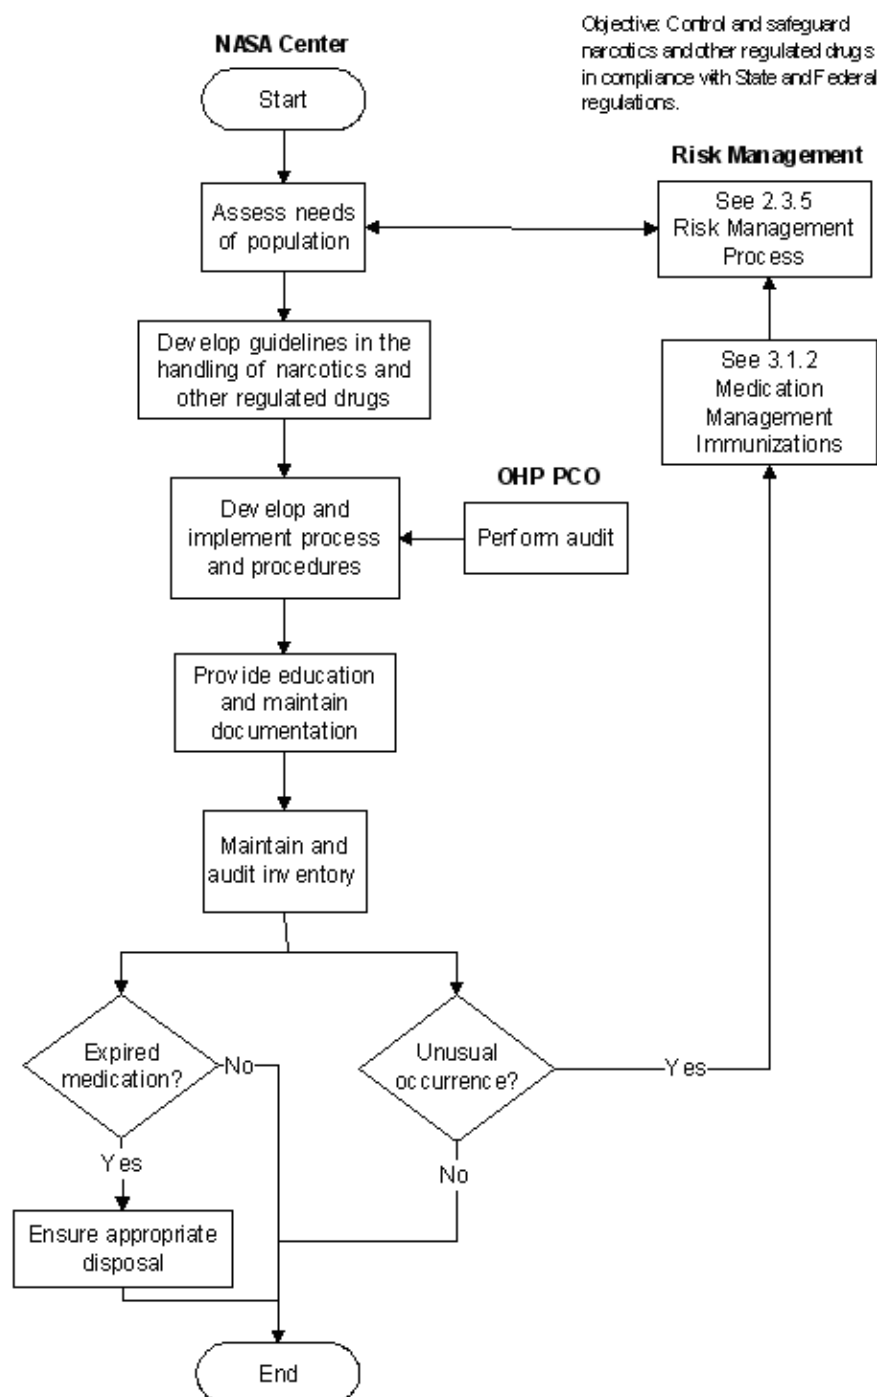 Objective: Control and safeguard
narcotics and other regulated drugs
in compliance with State and Federal
regulations.
NASA Center
Start
Risk Management
Assess needs
of population
See 2.3.5
Risk Management
Process
Develop guidelines in the
handling of narcotics and
other regulated drugs
See 3.1.2
Medication
Management
Immunizations
OHP PCO
Develop and
implement process
and procedures
Perform audit
Provide education
and maintain
documentation
Maintain and
audit inventory
Expired
medication?
No
Unusual
occurrence?
Yes
Yes
No
Ensure appropriate
disposal
End